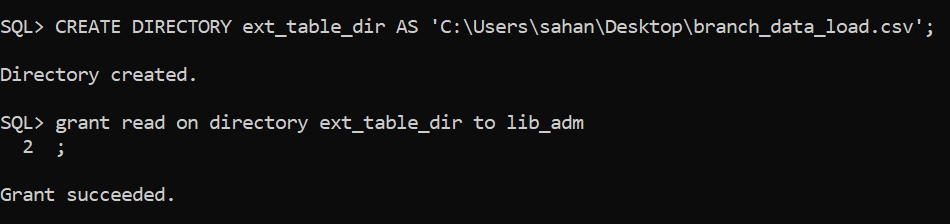 SQL> CREATE DIRECTORY ext_table_dir AS 'C:\Users\sahan\Desktop\branch_data_load.csv';
Directory created.
SQL> grant read on directory ext_table_dir to lib_adm
  2  ;
Grant succeeded.